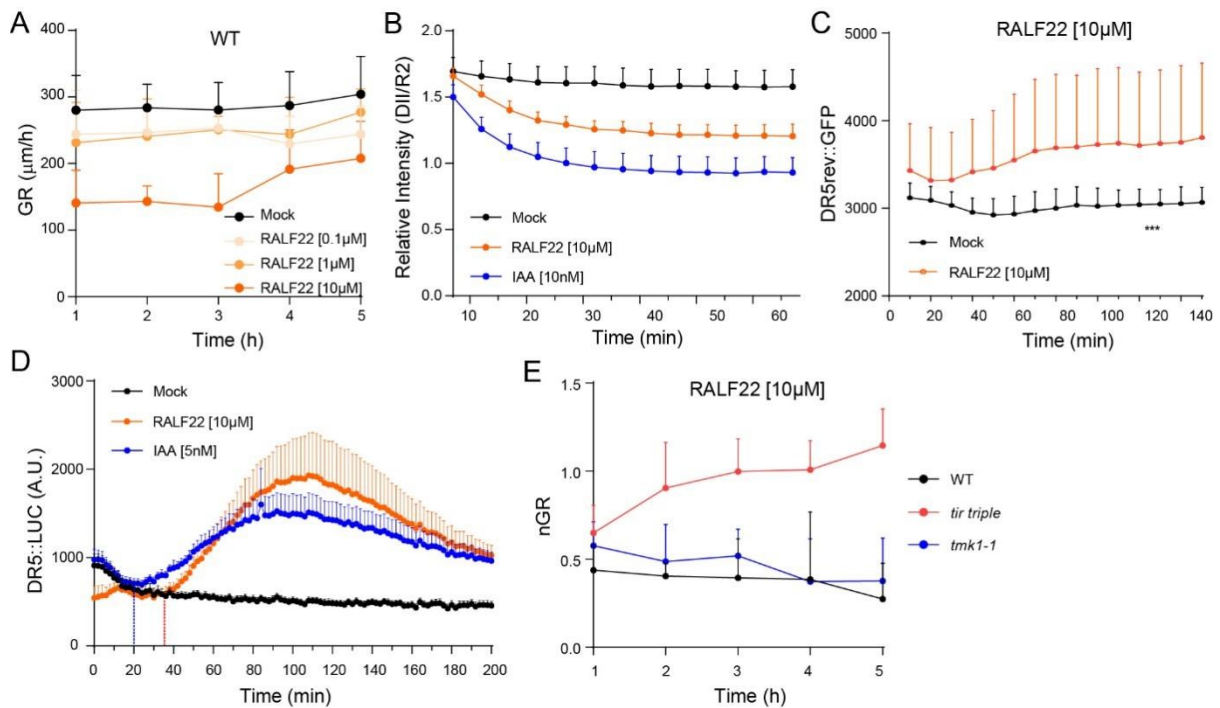 A
WT
GR (µm/h)
400
300
200
100
0
1 2 3 4 5
Time (h)
Mock
RALF22 [0.1µM]
RALF22 [1µM]
RALF22 [10µM]
B
Relative Intensity (DII/R2)
2.0
1.5
1.0
0.0
10 20 30 40 50 60
Time (min)
Mock
RALF22 [10µM]
IAA [10nM]
C
RALF22 [10µM]
DR5rev::GFP
5000
4000
3000
2000
0 20 40 60 80 100 120 140
Time (min)
***
Mock
RALF22 [10µM]
D
DR5::LUC (A.U.)
3000
2000
1000
0
0 20 40 60 80 100 120 140 160 180 200
Time (min)
Mock
RALF22 [10µM]
IAA [5nM]
E
RALF22 [10µM]
nGR
1.5
1.0
0.5
0.0
1 2 3 4 5
Time (h)
WT
tir triple
tmk1-1